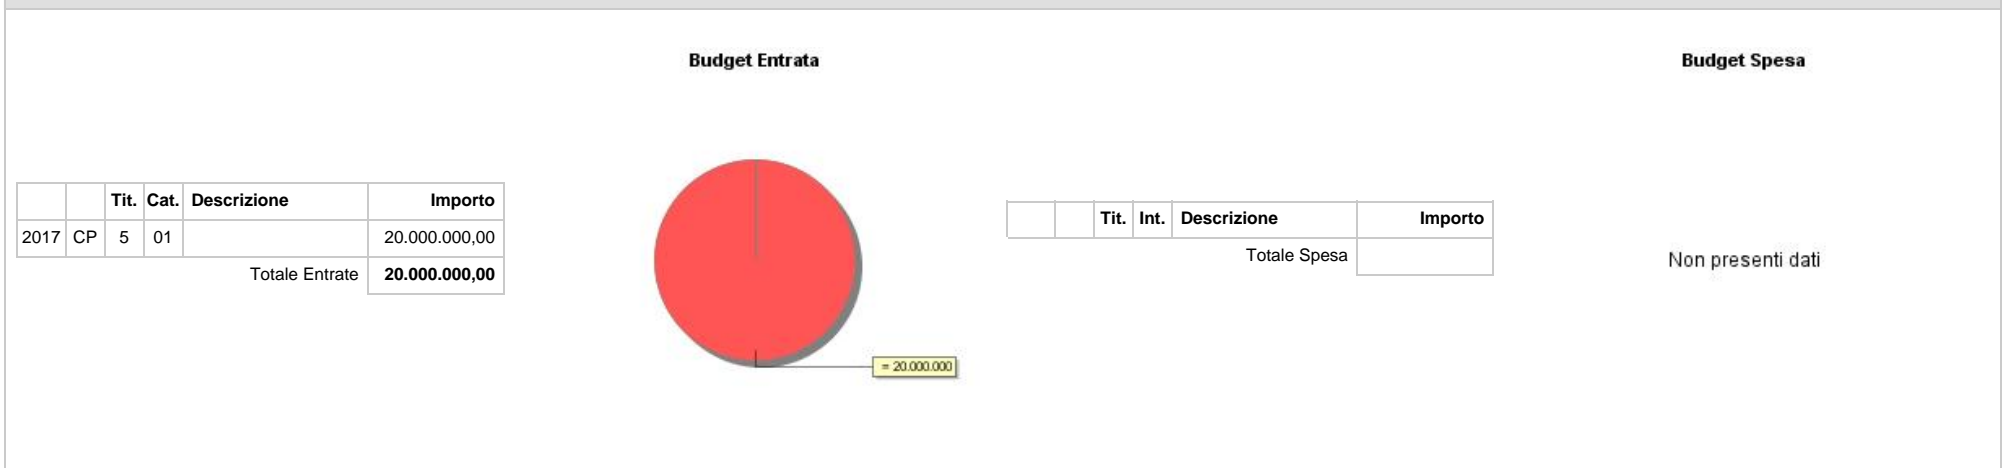 Budget Entrata
Tit. Cat. Descrizione Importo
2017 CP 5 01 20.000.000,00
Totale Entrate 20.000.000,00
= 20.000.000
Budget Spesa
Tit. Int. Descrizione Importo
Totale Spesa
Non presenti dati